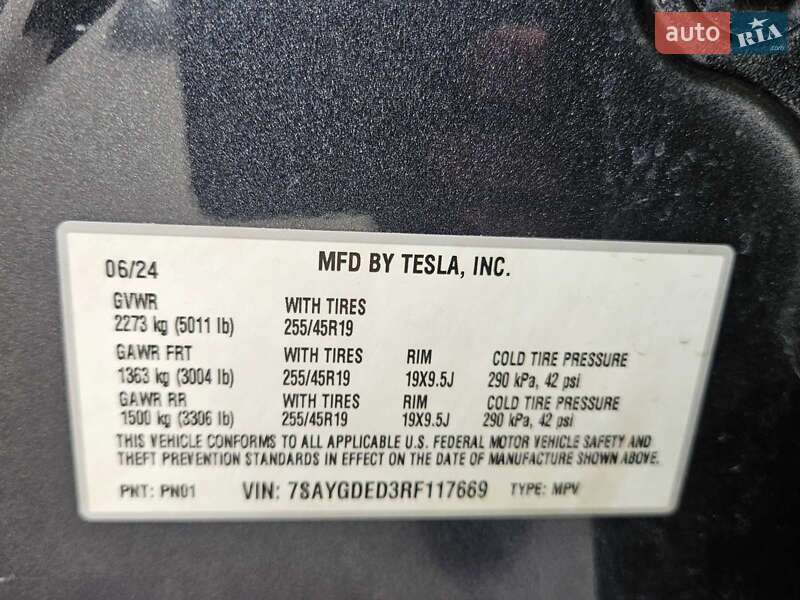 auto RIA
06/24 MFD BY TESLA, INC.
GVWR WITH TIRES
2273 kg (5011 lb) 255/45R19
GAWR FRT WITH TIRES RIM COLD TIRE PRESSURE
1363 kg (3004 lb) 255/45R19 19X9.5J 290 kPa, 42 psi
GAWR RR WITH TIRES RIM COLD TIRE PRESSURE
1500 kg (3306 lb) 255/45R19 19X9.5J 290 kPa, 42 psi
THIS VEHICLE CONFORMS TO ALL APPLICABLE U.S. FEDERAL MOTOR VEHICLE SAFETY AND
THEFT PREVENTION STANDARDS IN EFFECT ON THE DATE OF MANUFACTURE SHOWN ABOVE.
PNT: PN01 VIN: 7SAYGDED3RF117669 TYPE: MPV